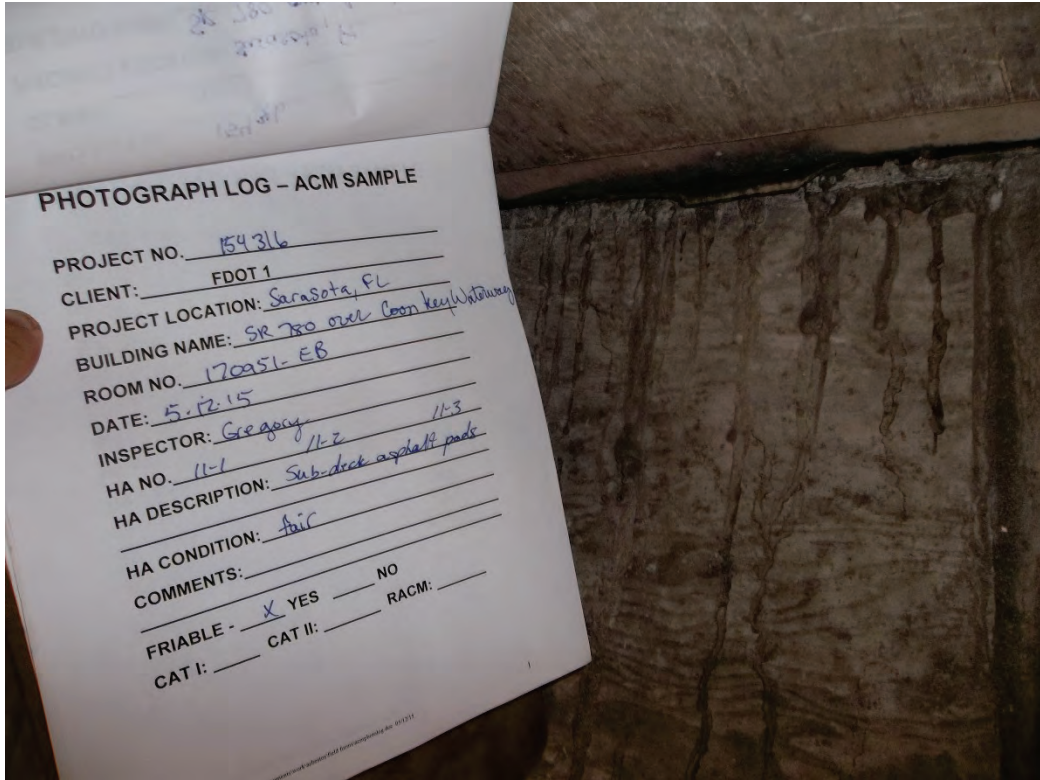 PHOTOGRAPH LOG – ACM SAMPLE
PROJECT NO. 154316
CLIENT: FDOT 1
PROJECT LOCATION: Sarasota, FL
BUILDING NAME: SR 780 over Coon Key Waterway
ROOM NO. 170951-EB
DATE: 5.12.15
INSPECTOR: Gregory
HA NO. 11-1 11-2 11-3
HA DESCRIPTION: Sub-deck asphalt pads
HA CONDITION: fair
COMMENTS:
FRIABLE - X YES NO
CAT I: CAT II: RACM: